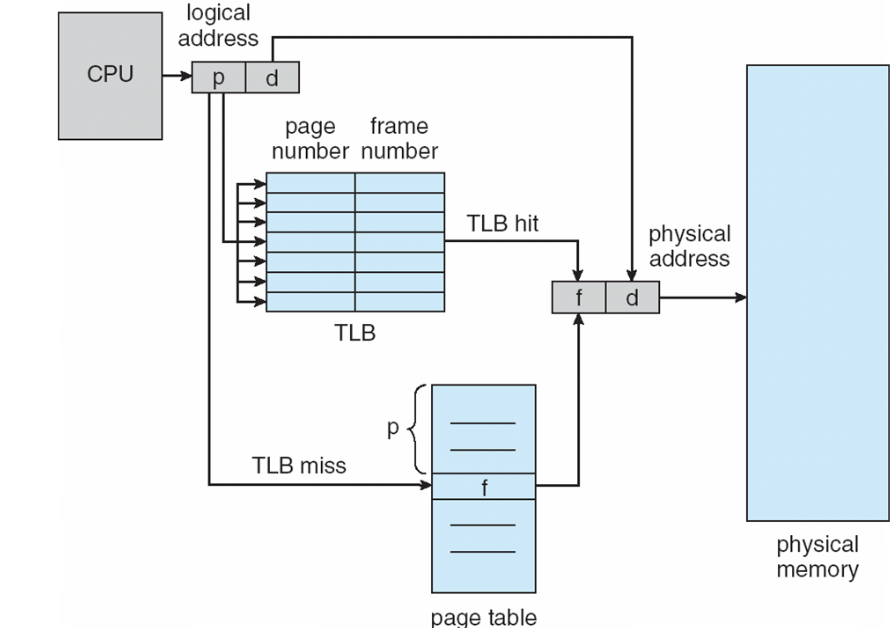 logical
address
CPU
p
d
page
number
frame
number
TLB hit
physical
address
f
d
TLB
p
TLB miss
f
physical
memory
page table